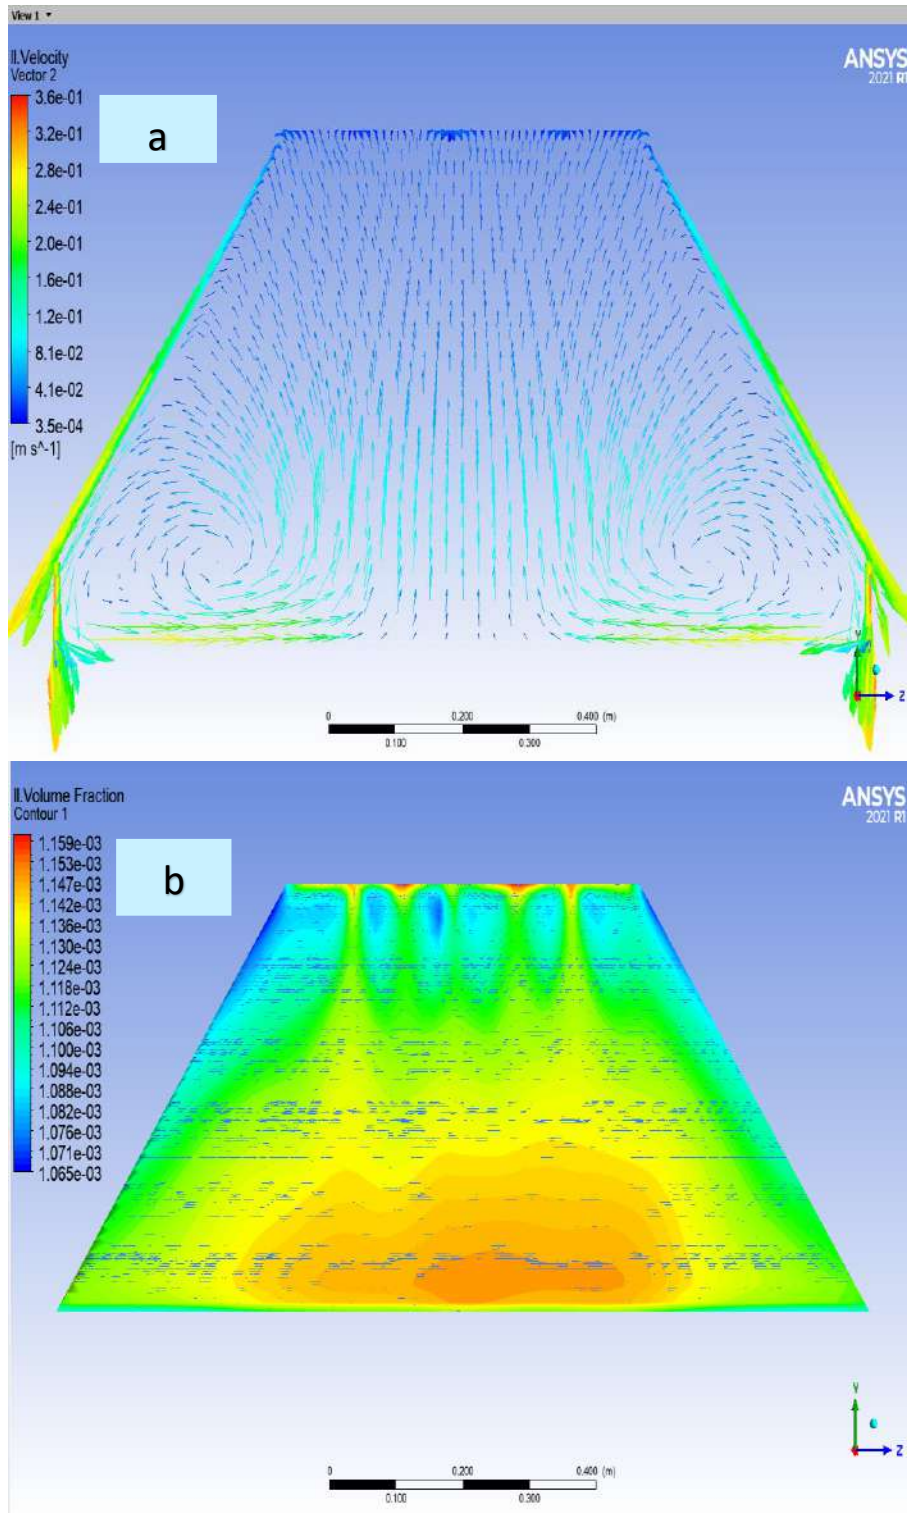 View 1
II.Velocity
Vector 2
3.6e-01
3.2e-01
2.8e-01
2.4e-01
2.0e-01
1.6e-01
1.2e-01
8.1e-02
4.1e-02
3.5e-04
[m s^-1]
a
ANSYS
2021 R1
Y
Z
0 0.200 0.400 (m)
0.100 0.300
II.Volume Fraction
Contour 1
1.159e-03
1.153e-03
1.147e-03
1.142e-03
1.136e-03
1.130e-03
1.124e-03
1.118e-03
1.112e-03
1.106e-03
1.100e-03
1.094e-03
1.088e-03
1.082e-03
1.076e-03
1.071e-03
1.065e-03
b
ANSYS
2021 R1
Y
Z
0 0.200 0.400 (m)
0.100 0.300